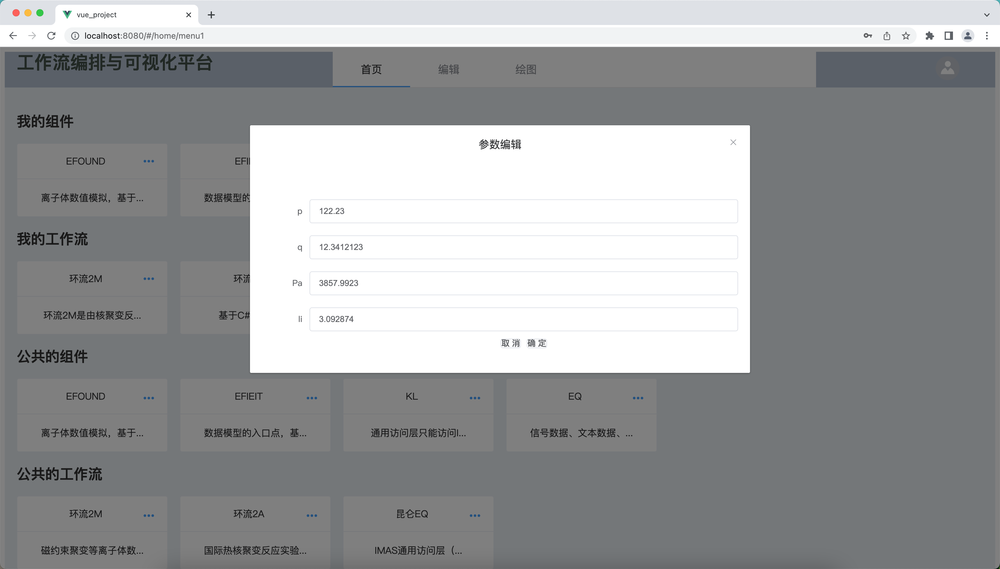 vue_project
localhost:8080/#/home/menu1
工作流编排与可视化平台
首页
编辑
绘图
我的组件
EFOUND
离子体数值模拟，基于...
数据模型的
我的工作流
环流2M
环流2M是由核聚变反...
环流
基于C#
参数编辑
p
122.23
q
12.3412123
Pa
3857.9923
li
3.092874
取 消
确 定
公共的组件
EFOUND
离子体数值模拟，基于...
EFIEIT
数据模型的入口点，基...
KL
通用访问层只能访问I...
EQ
信号数据、文本数据、...
公共的工作流
环流2M
磁约束聚变等离子体数...
环流2A
国际热核聚变反应实验...
昆仑EQ
IMAS通用访问层（...